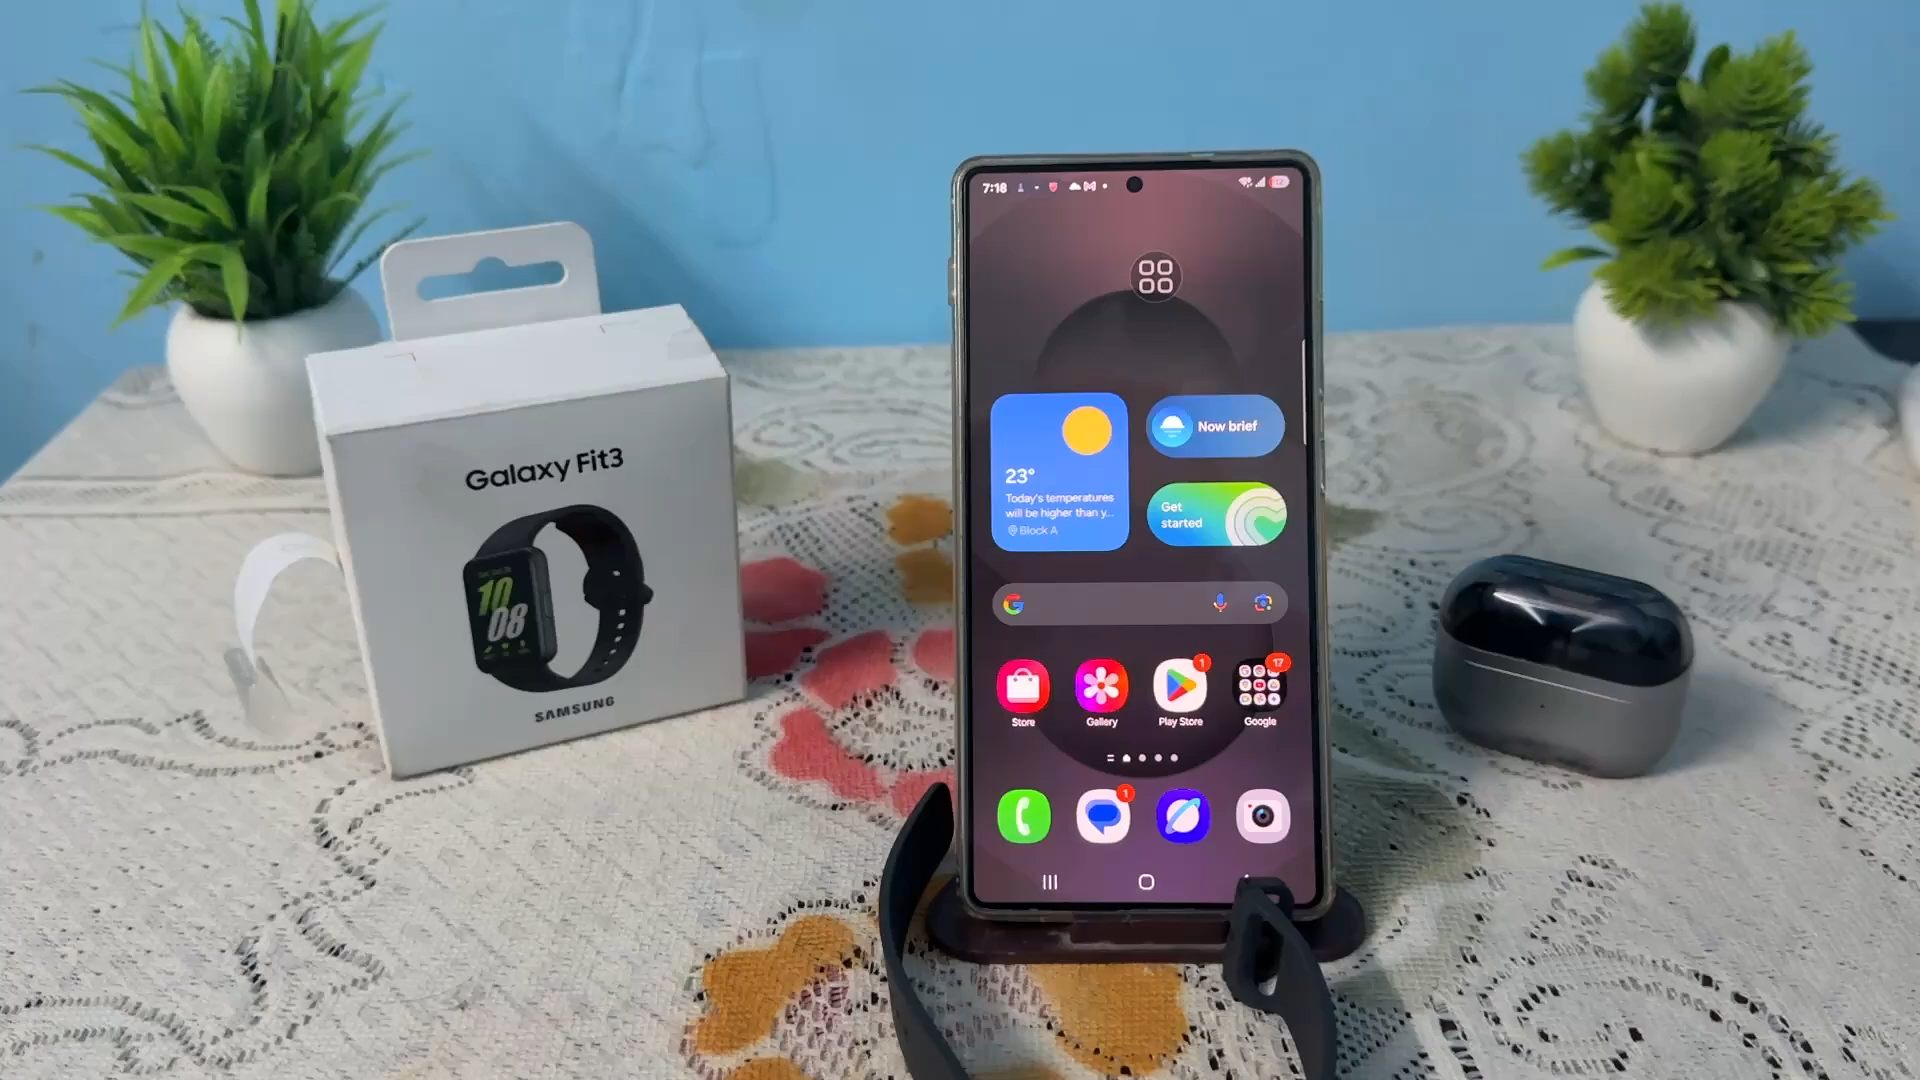 Galaxy Fit3
10
08
SAMSUNG
7:18
12
23°
Today's temperatures
will be higher than y...
Block A
Now brief
Get
started
1
17
Store
Gallery
Play Store
Google
1